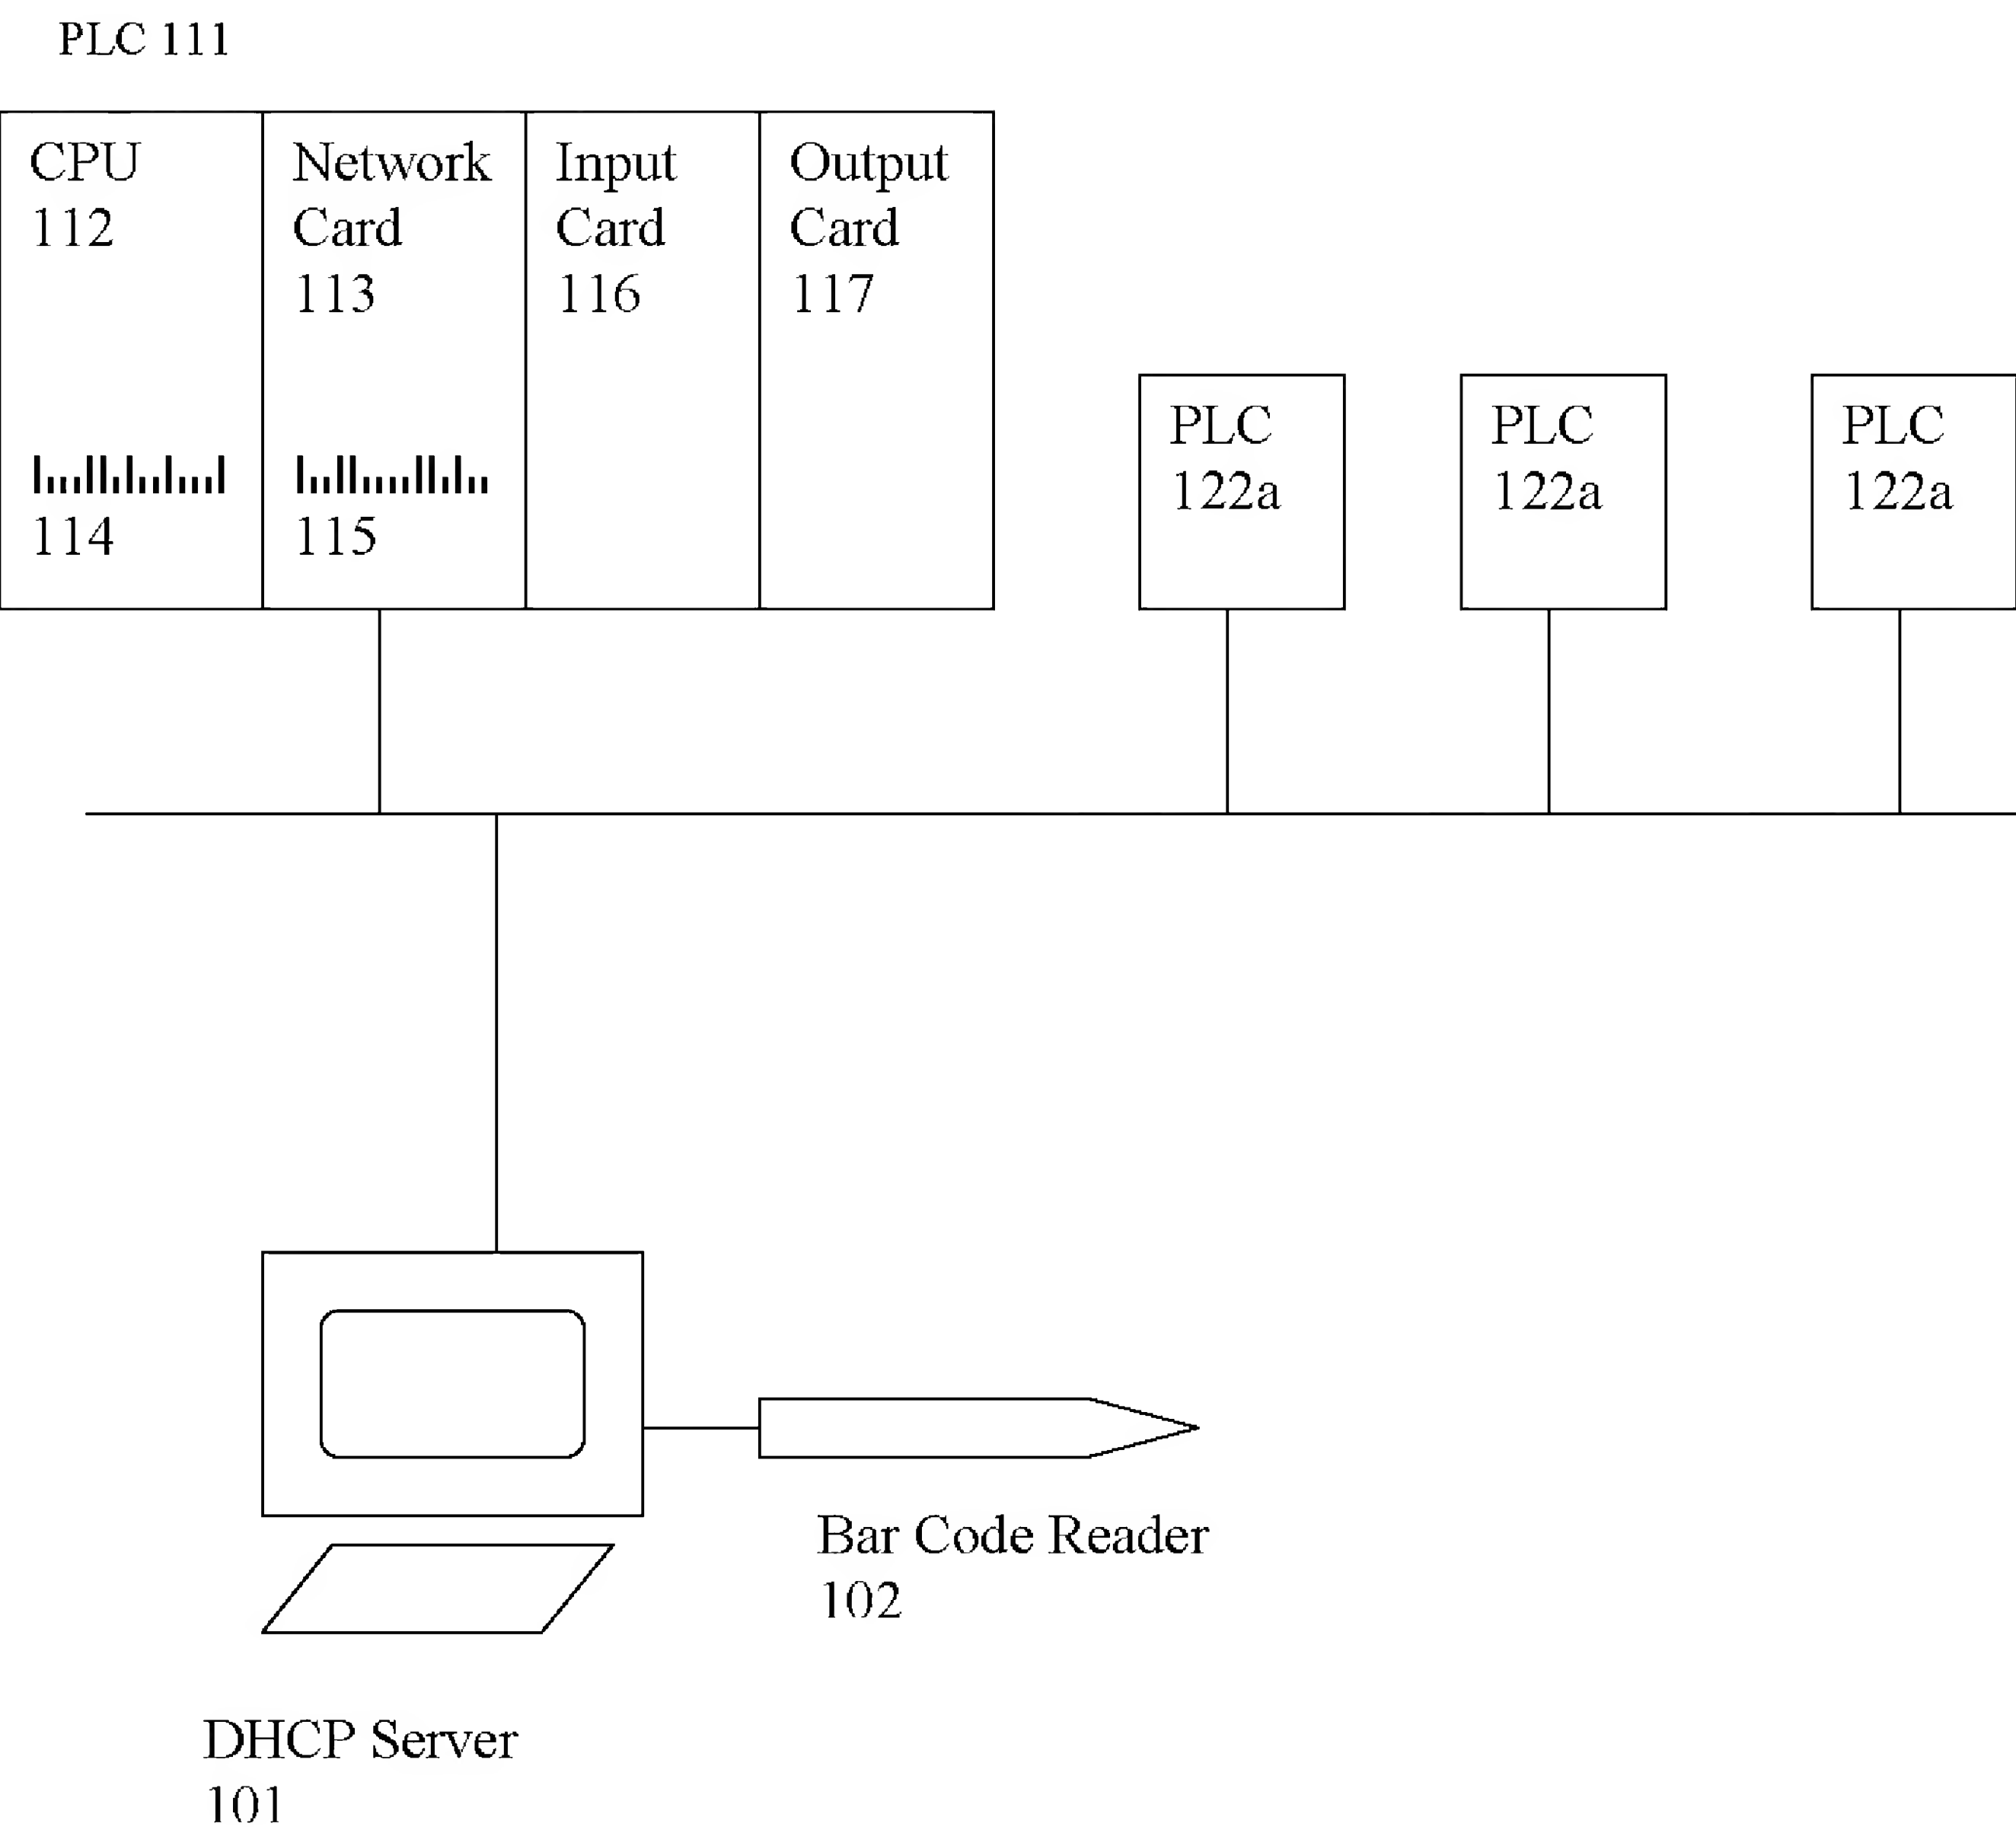 PLC 111
CPU
112
114
Network
Card
113
115
Input
Card
116
Output
Card
117
PLC
122a
PLC
122a
PLC
122a
Bar Code Reader
102
DHCP Server
101